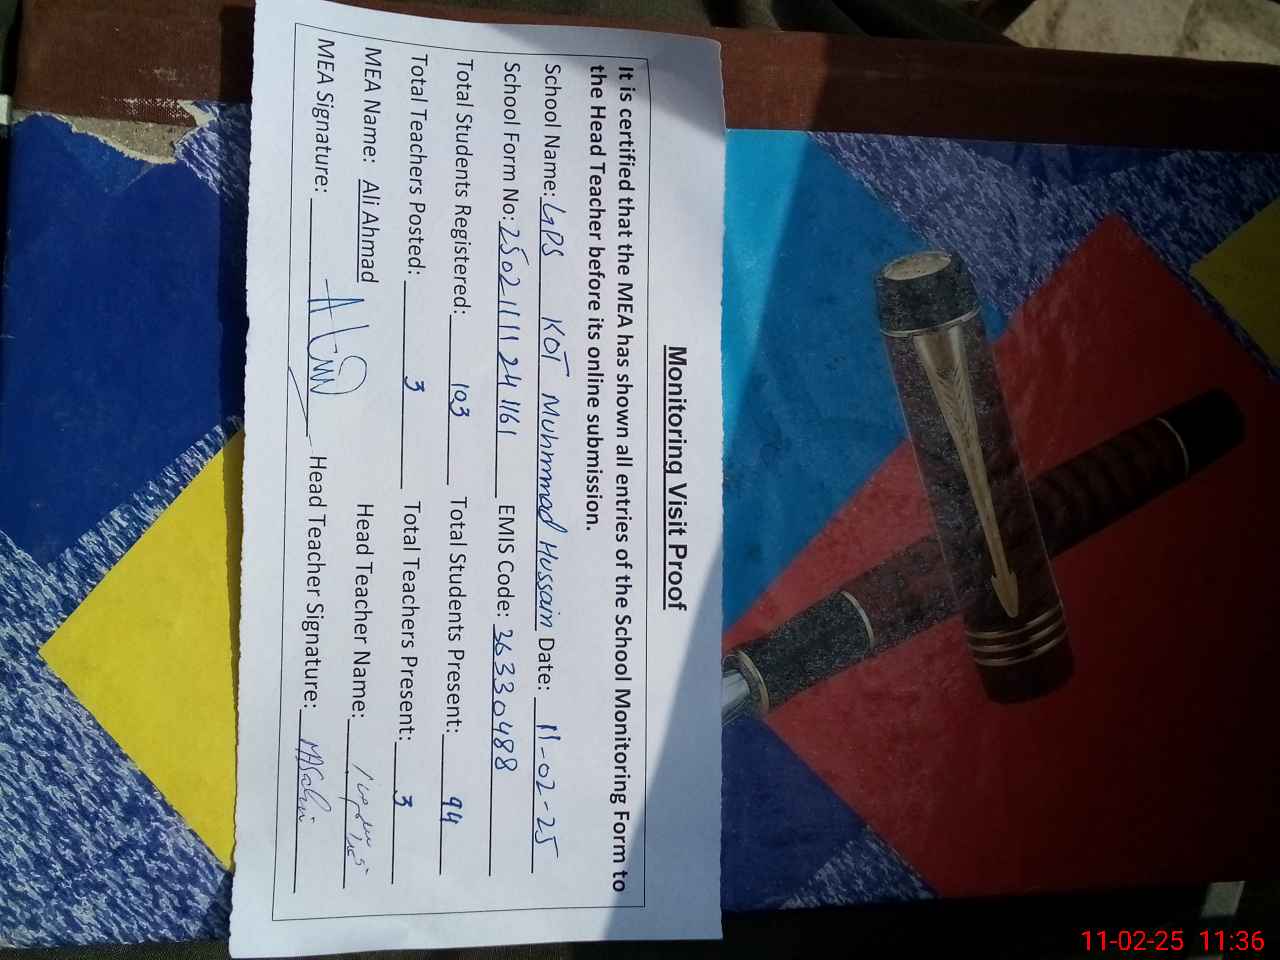 Monitoring Visit Proof
It is certified that the MEA has shown all entries of the School Monitoring Form to
the Head Teacher before its online submission.
School Name: GPS KOT Muhmmad Hussain Date: 11-02-25
School Form No: 25021111241161 EMIS Code: 36330488
Total Students Registered: 103 Total Students Present: 94
Total Teachers Posted: 3 Total Teachers Present: 3
MEA Name: Ali Ahmad Head Teacher Name:
MEA Signature: Head Teacher Signature:
11-02-25 11:36